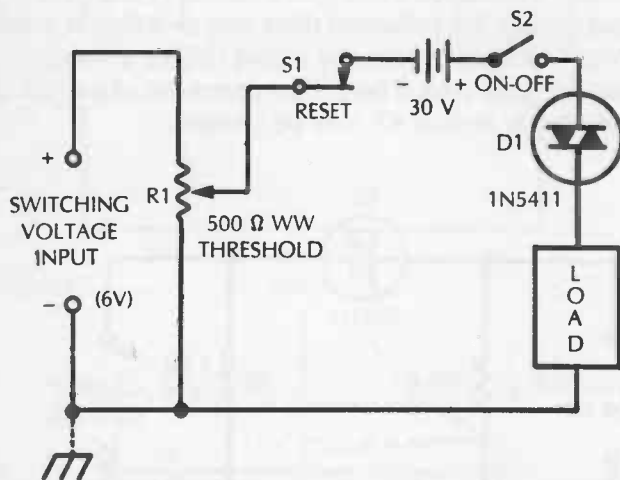 S2
S1
- + ON-OFF
RESET
30 V
D1
+
R1
1N5411
SWITCHING
VOLTAGE
INPUT
500 Ω WW
THRESHOLD
- (6V)
LOAD